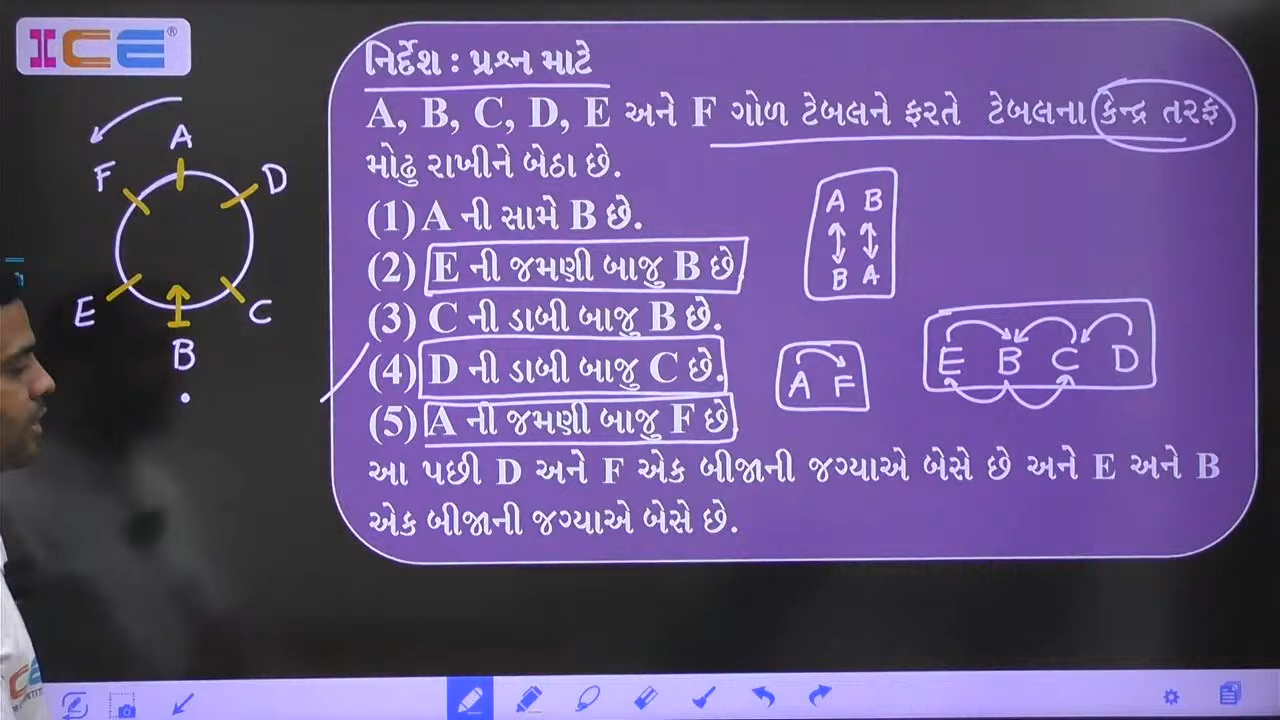 ICE®
નિર્દેશ : પ્રશ્ન માટે
A, B, C, D, E અને F ગોળ ટેબલને ફરતે ટેબલના કેન્દ્ર તરફ
મોઢુ રાખીને બેઠા છે.
(1) A ની સામે B છે.
(2) E ની જમણી બાજુ B છે
(3) C ની ડાબી બાજુ B છે.
(4) D ની ડાબી બાજુ C છે.
(5) A ની જમણી બાજુ F છે
આ પછી D અને F એક બીજાની જગ્યાએ બેસે છે અને E અને B
એક બીજાની જગ્યાએ બેસે છે.
A
F D
E C
B
A B
B A
A F
E B C D